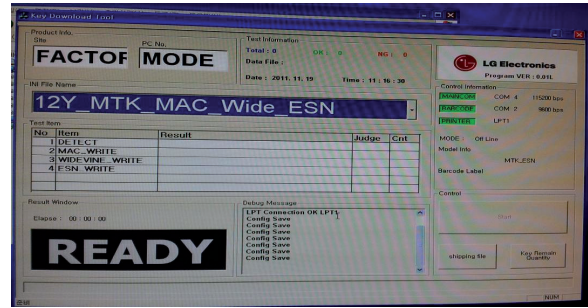 Key Download Tool
Product Info.
Site
PC No.
FACTOF
MODE
Test Information
Total : 0
OK : 0
NG : 0
Data File :
Date : 2011. 11. 19
Time : 11 : 16 : 30
LG Electronics
Program VER : 0.01L
INI File Name
12Y_MTK_MAC_Wide_ESN
Control Information
MAINCOM COM 4 115200 bps
BARCODE COM 2 9600 bps
PRINTER LPT1
MODE : Off Line
Model Info
MTK_ESN
Barcode Label
Test Item
No Item Result Judge Cnt
1 DETECT
2 MAC_WRITE
3 WIDEVINE_WRITE
4 ESN_WRITE
Result Window
Elapse : 00 : 00 : 00
READY
Debug Message
LPT Connection OK LPT1
Config Save
Config Save
Config Save
Config Save
Config Save
Config Save
Config Save
Control
Start
shipping file
Key Remain
Quantity
NUM